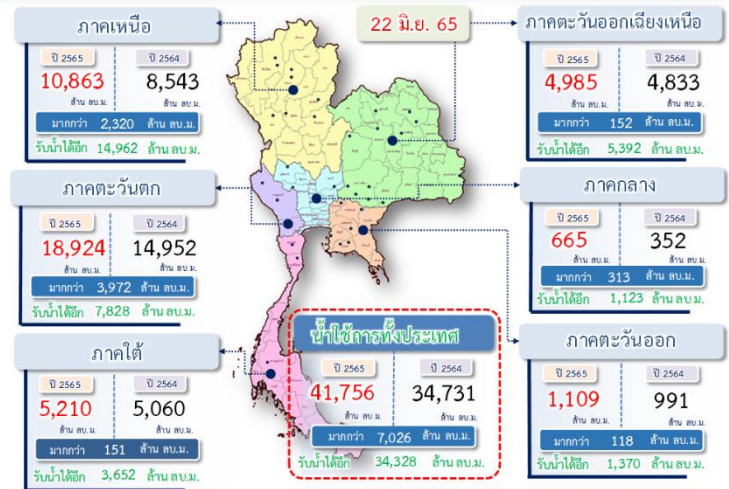 22 มิ.ย. 65
ภาคเหนือ
ปี 2565 ปี 2564
10,863 8,543
ล้าน ลบ.ม. ล้าน ลบ.ม.
มากกว่า 2,320 ล้าน ลบ.ม.
รับน้ำได้อีก 14,962 ล้าน ลบ.ม.
ภาคตะวันออกเฉียงเหนือ
ปี 2565 ปี 2564
4,985 4,833
ล้าน ลบ.ม. ล้าน ลบ.ม.
มากกว่า 152 ล้าน ลบ.ม.
รับน้ำได้อีก 5,392 ล้าน ลบ.ม.
ภาคตะวันตก
ปี 2565 ปี 2564
18,924 14,952
ล้าน ลบ.ม. ล้าน ลบ.ม.
มากกว่า 3,972 ล้าน ลบ.ม.
รับน้ำได้อีก 7,828 ล้าน ลบ.ม.
ภาคกลาง
ปี 2565 ปี 2564
665 352
ล้าน ลบ.ม. ล้าน ลบ.ม.
มากกว่า 313 ล้าน ลบ.ม.
รับน้ำได้อีก 1,123 ล้าน ลบ.ม.
ภาคใต้
ปี 2565 ปี 2564
5,210 5,060
ล้าน ลบ.ม. ล้าน ลบ.ม.
มากกว่า 151 ล้าน ลบ.ม.
รับน้ำได้อีก 3,652 ล้าน ลบ.ม.
น้ำใช้การทั้งประเทศ
ปี 2565 ปี 2564
41,756 34,731
ล้าน ลบ.ม. ล้าน ลบ.ม.
มากกว่า 7,026 ล้าน ลบ.ม.
รับน้ำได้อีก 34,328 ล้าน ลบ.ม.
ภาคตะวันออก
ปี 2565 ปี 2564
1,109 991
ล้าน ลบ.ม. ล้าน ลบ.ม.
มากกว่า 118 ล้าน ลบ.ม.
รับน้ำได้อีก 1,370 ล้าน ลบ.ม.